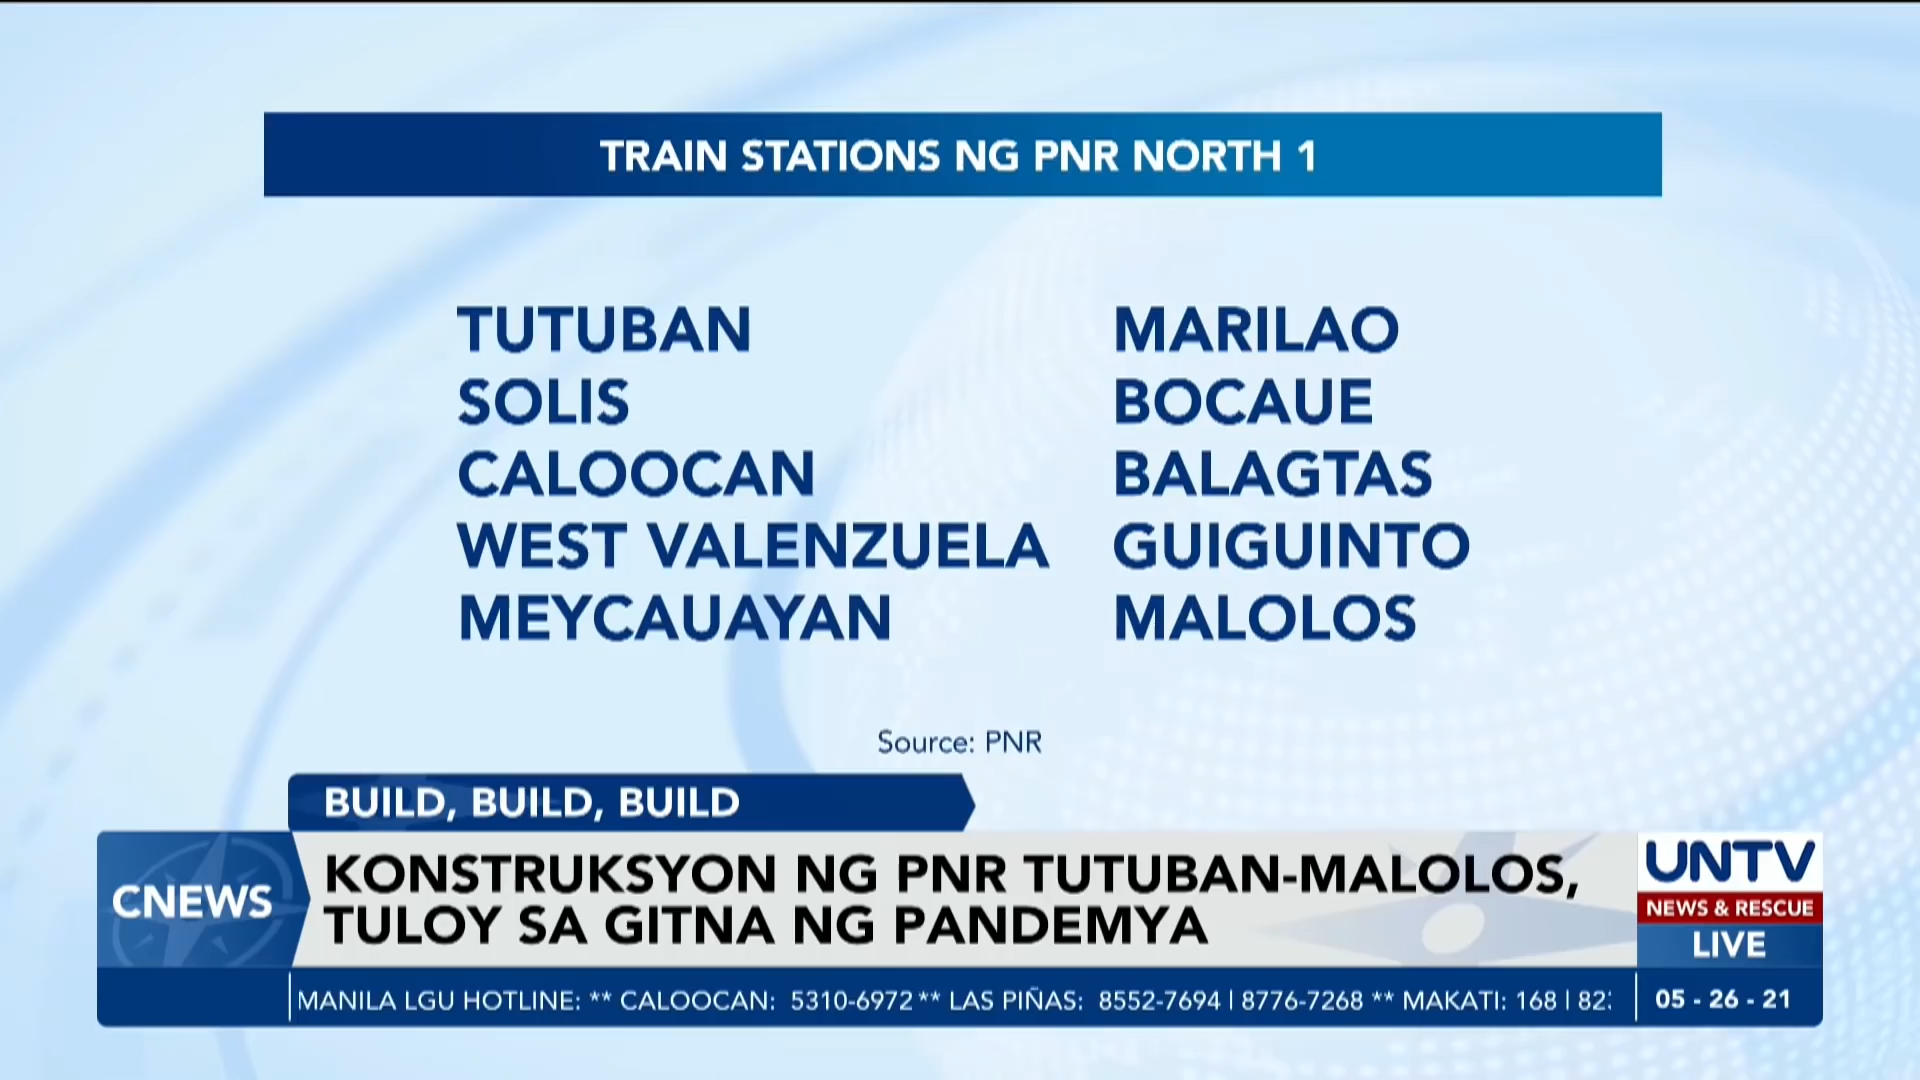 TRAIN STATIONS NG PNR NORTH 1
TUTUBAN
SOLIS
CALOOCAN
WEST VALENZUELA
MEYCAUAYAN
MARILAO
BOCAUE
BALAGTAS
GUIGUINTO
MALOLOS
Source: PNR
BUILD, BUILD, BUILD
CNEWS
KONSTRUKSYON NG PNR TUTUBAN-MALOLOS,
TULOY SA GITNA NG PANDEMYA
UNTV
NEWS & RESCUE
LIVE
MANILA LGU HOTLINE: ** CALOOCAN: 5310-6972 ** LAS PIÑAS: 8552-7694 | 8776-7268 ** MAKATI: 168 | 82
05 - 26 - 21